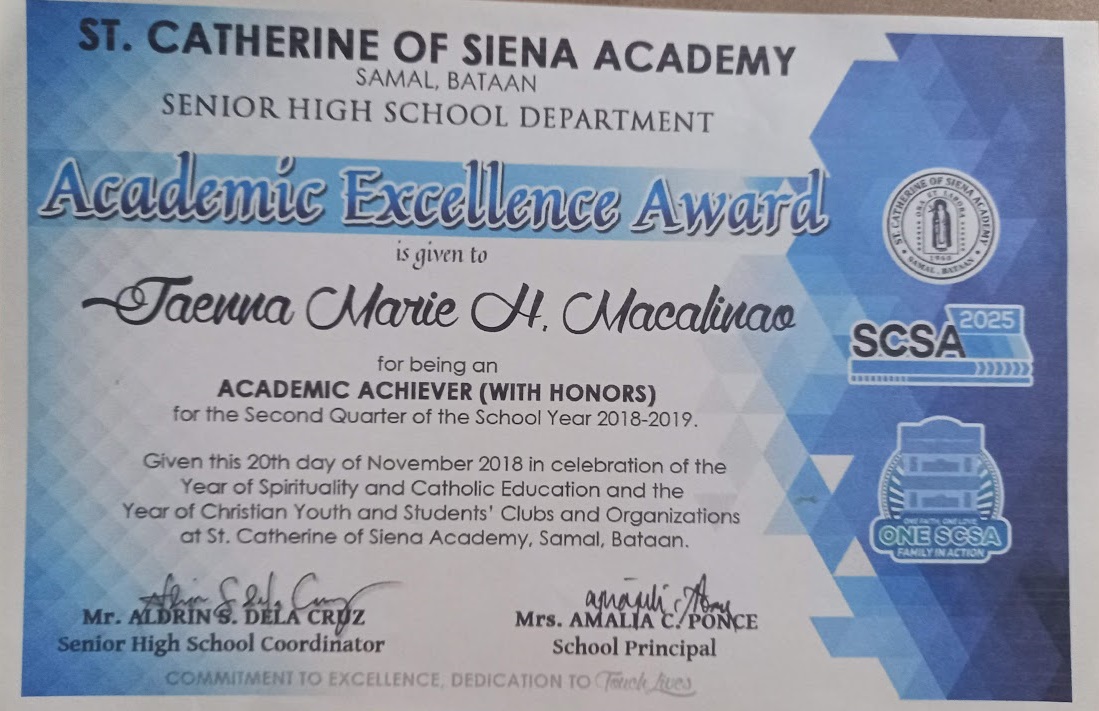 ST. CATHERINE OF SIENA ACADEMY
SAMAL, BATAAN
SENIOR HIGH SCHOOL DEPARTMENT
Academic Excellence Award
is given to
Jaenna Marie H. Macalinao
for being an
ACADEMIC ACHIEVER (WITH HONORS)
for the Second Quarter of the School Year 2018-2019.
Given this 20th day of November 2018 in celebration of the
Year of Spirituality and Catholic Education and the
Year of Christian Youth and Students' Clubs and Organizations
at St. Catherine of Siena Academy, Samal, Bataan.
Mr. ALDRIN S. DELA CRUZ
Senior High School Coordinator
Mrs. AMALIA C. PONCE
School Principal
COMMITMENT TO EXCELLENCE, DEDICATION TO Touch Lives
ST. CATHERINE OF SIENA ACADEMY
ORA ET LABORA
1960
SAMAL, BATAAN
SCSA 2025
ONE FAITH, ONE LOVE
ONE SCSA
FAMILY IN ACTION